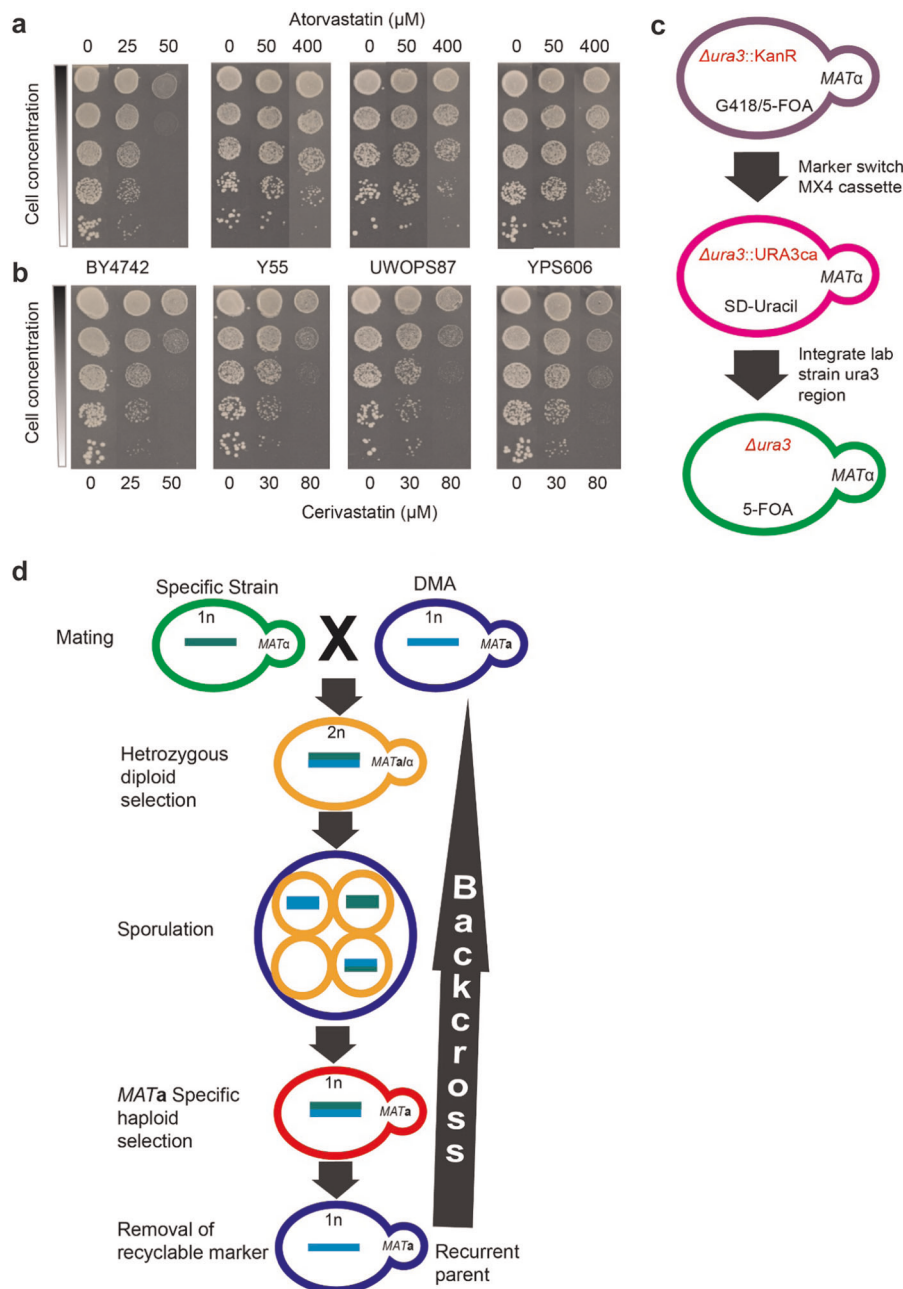 a
Atorvastatin (µM)
0 25 50 0 50 400 0 50 400 0 50 400
Cell concentration
BY4742 Y55 UWOPS87 YPS606
b
Cell concentration
0 25 50 0 30 80 0 30 80 0 30 80
Cerivastatin (µM)
c
Δura3::KanR
MATα
G418/5-FOA
Marker switch
MX4 cassette
Δura3::URA3ca
MATα
SD-Uracil
Integrate lab
strain ura3
region
Δura3
MATα
5-FOA
d
Specific Strain
DMA
Mating
1n
MATα
X
1n
MATa
2n
Hetrozygous
diploid
selection
MATa/α
Sporulation
Backcross
MATa Specific
haploid
selection
1n
MATa
Removal of
recyclable marker
1n
MATa
Recurrent
parent